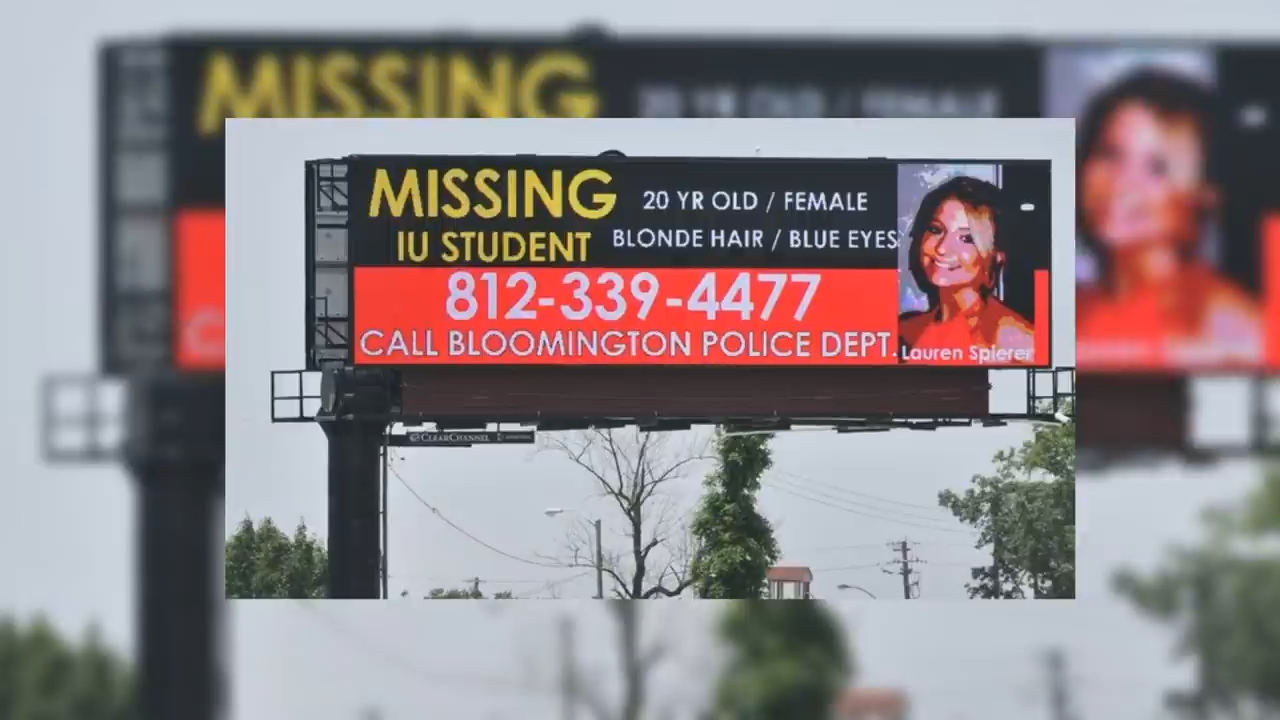 MISSING
IU STUDENT
20 YR OLD / FEMALE
BLONDE HAIR / BLUE EYES
812-339-4477
CALL BLOOMINGTON POLICE DEPT.
Lauren Spierer
CLEARCHANNEL